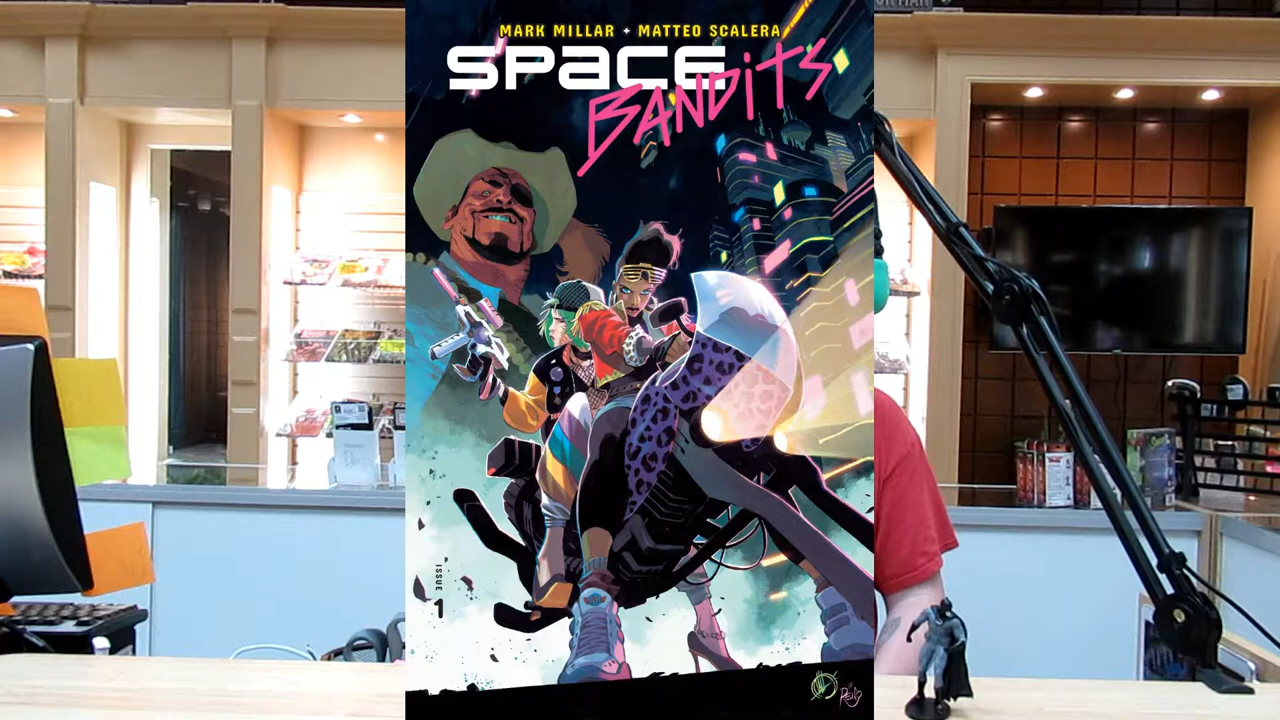 MARK MILLAR + MATTEO SCALERA
SPACE
BANDITS
ISSUE 1